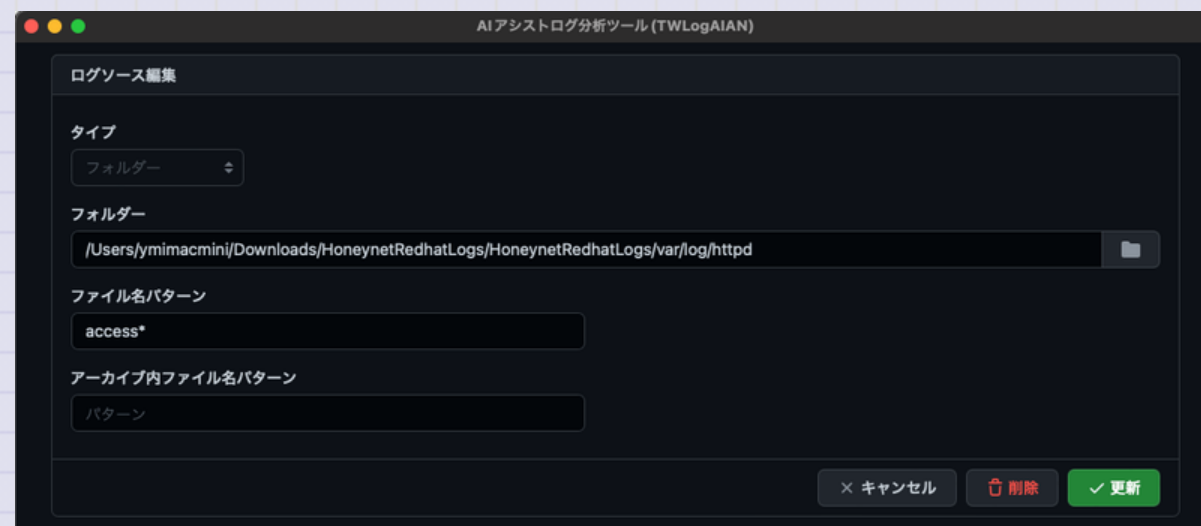 AIアシストログ分析ツール(TWLogAIAN)
ログソース編集
タイプ
フォルダー
フォルダー
/Users/ymimacmini/Downloads/HoneynetRedhatLogs/HoneynetRedhatLogs/var/log/httpd
ファイル名パターン
access*
アーカイブ内ファイル名パターン
パターン
キャンセル 削除 更新